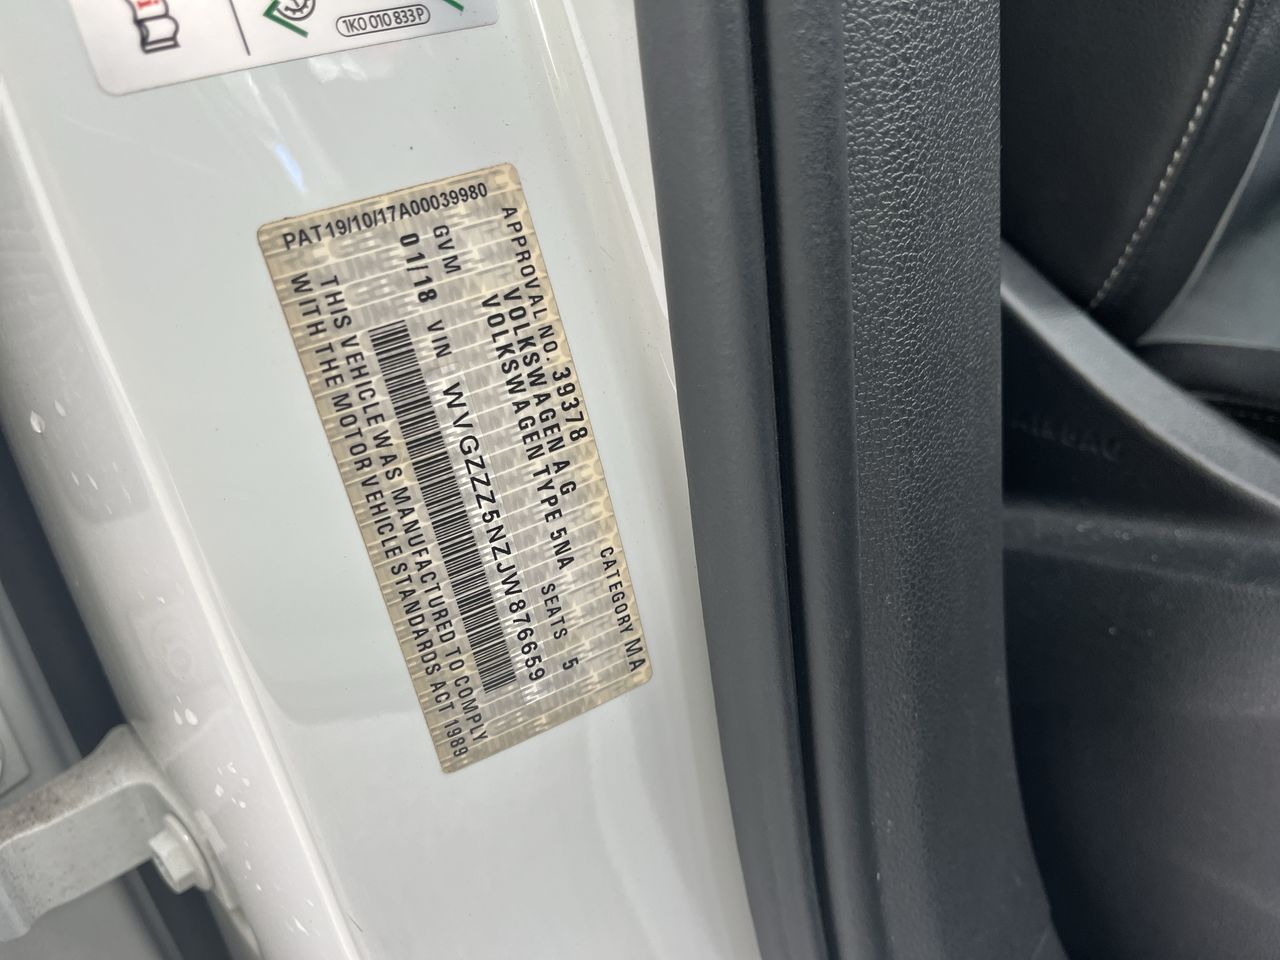 1K0 010 833 P
PAT19/10/17A00039980
APPROVAL NO. 39378 CATEGORY MA
VOLKSWAGEN AG
GVM VOLKSWAGEN TYPE 5NA SEATS 5
01/18 VIN WVGZZZ5NZJW876659
THIS VEHICLE WAS MANUFACTURED TO COMPLY
WITH THE MOTOR VEHICLE STANDARDS ACT 1989